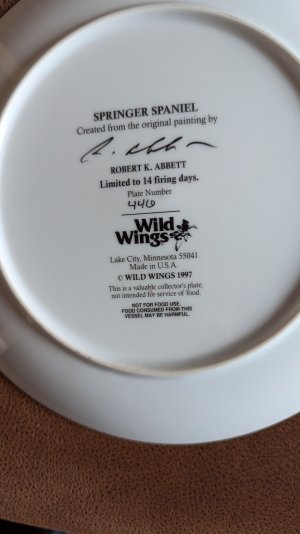 SPRINGER SPANIEL
Created from the original painting by
ROBERT K. ABBETT
Limited to 14 firing days.
Plate Number
440
Wild
Wings
Lake City, Minnesota 55041
Made in U.S.A.
© WILD WINGS 1997
This is a valuable collector's plate,
not intended for service of food.
NOT FOR FOOD USE
FOOD CONSUMED FROM THIS
VESSEL MAY BE HARMFUL.